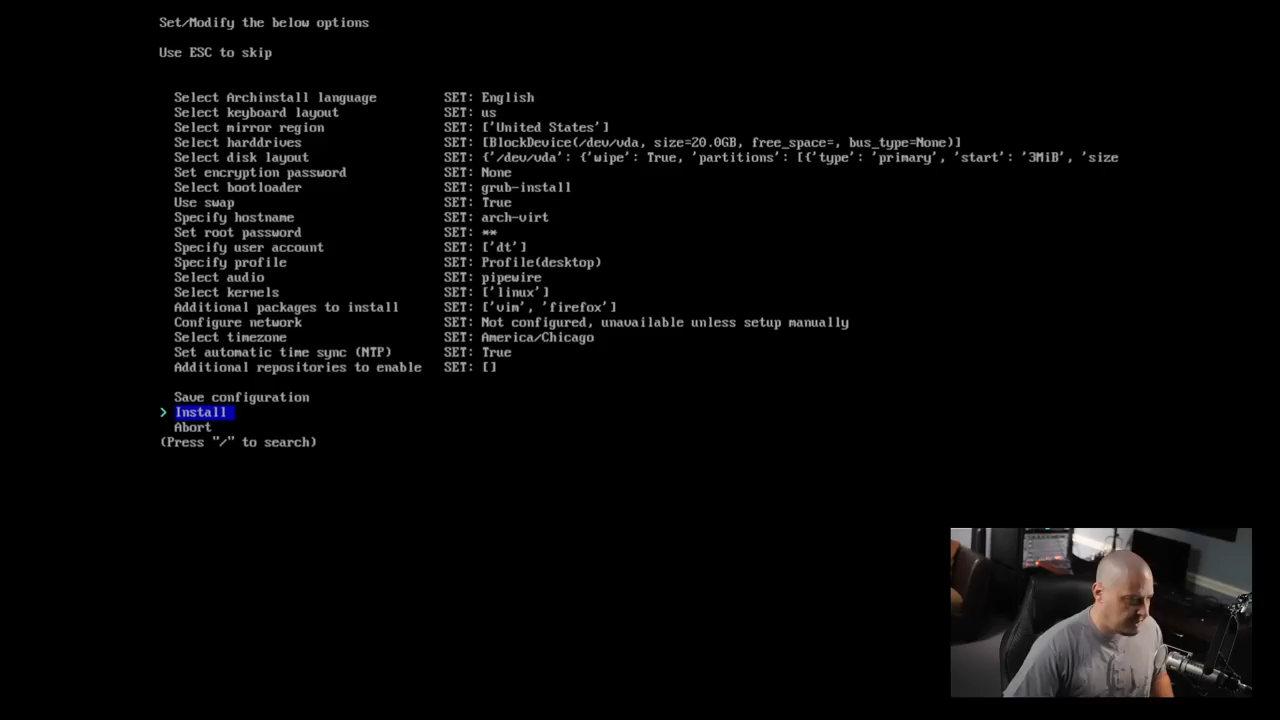 Set/Modify the below options
Use ESC to skip
Select Archinstall language SET: English
Select keyboard layout SET: us
Select mirror region SET: ['United States']
Select harddrives SET: [BlockDevice(/dev/vda, size=20.0GB, free_space=, bus_type=None)]
Select disk layout SET: {'/dev/vda': {'wipe': True, 'partitions': [{'type': 'primary', 'start': '3MiB', 'size
Set encryption password SET: None
Select bootloader SET: grub-install
Use swap SET: True
Specify hostname SET: arch-virt
Set root password SET: **
Specify user account SET: ['dt']
Specify profile SET: Profile(desktop)
Select audio SET: pipewire
Select kernels SET: ['linux']
Additional packages to install SET: ['vim', 'firefox']
Configure network SET: Not configured, unavailable unless setup manually
Select timezone SET: America/Chicago
Set automatic time sync (NTP) SET: True
Additional repositories to enable SET: []
Save configuration
> Install
Abort
(Press "/" to search)